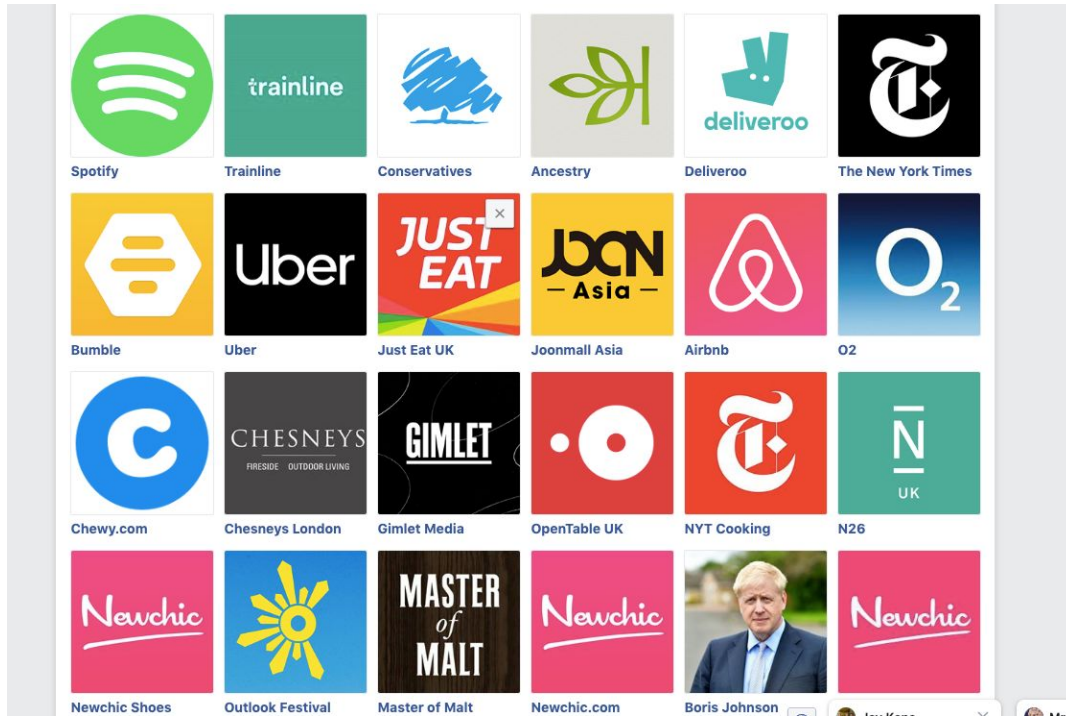 trainline
deliveroo
Spotify
Trainline
Conservatives
Ancestry
Deliveroo
The New York Times
Uber
JUST
EAT
JOON
Asia
O2
Bumble
Uber
Just Eat UK
Joonmall Asia
Airbnb
O2
CHESNEYS
FIRESIDE OUTDOOR LIVING
GIMLET
N
UK
Chewy.com
Chesneys London
Gimlet Media
OpenTable UK
NYT Cooking
N26
Newchic
MASTER
of
MALT
Newchic
Newchic
Newchic Shoes
Outlook Festival
Master of Malt
Newchic.com
Boris Johnson